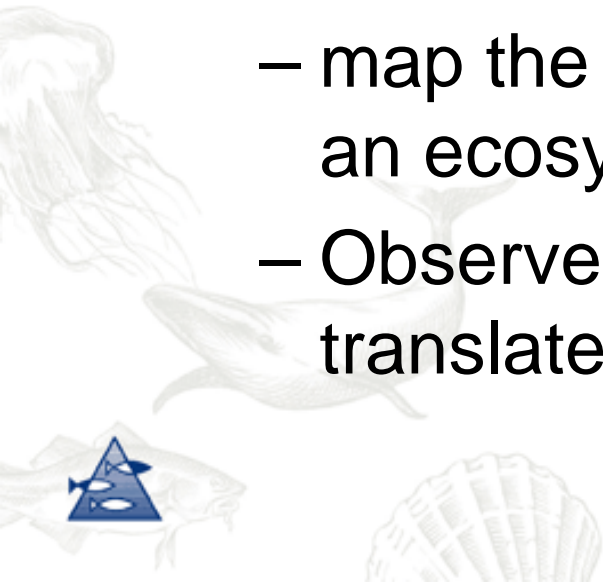 – map the
an ecosy
– Observe
translate